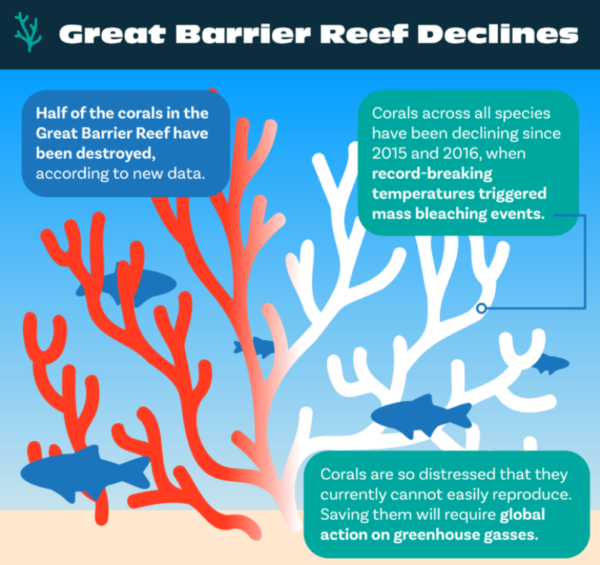 Great Barrier Reef Declines
Half of the corals in the
Great Barrier Reef have
been destroyed,
according to new data.
Corals across all species
have been declining since
2015 and 2016, when
record-breaking
temperatures triggered
mass bleaching events.
Corals are so distressed that they
currently cannot easily reproduce.
Saving them will require global
action on greenhouse gasses.